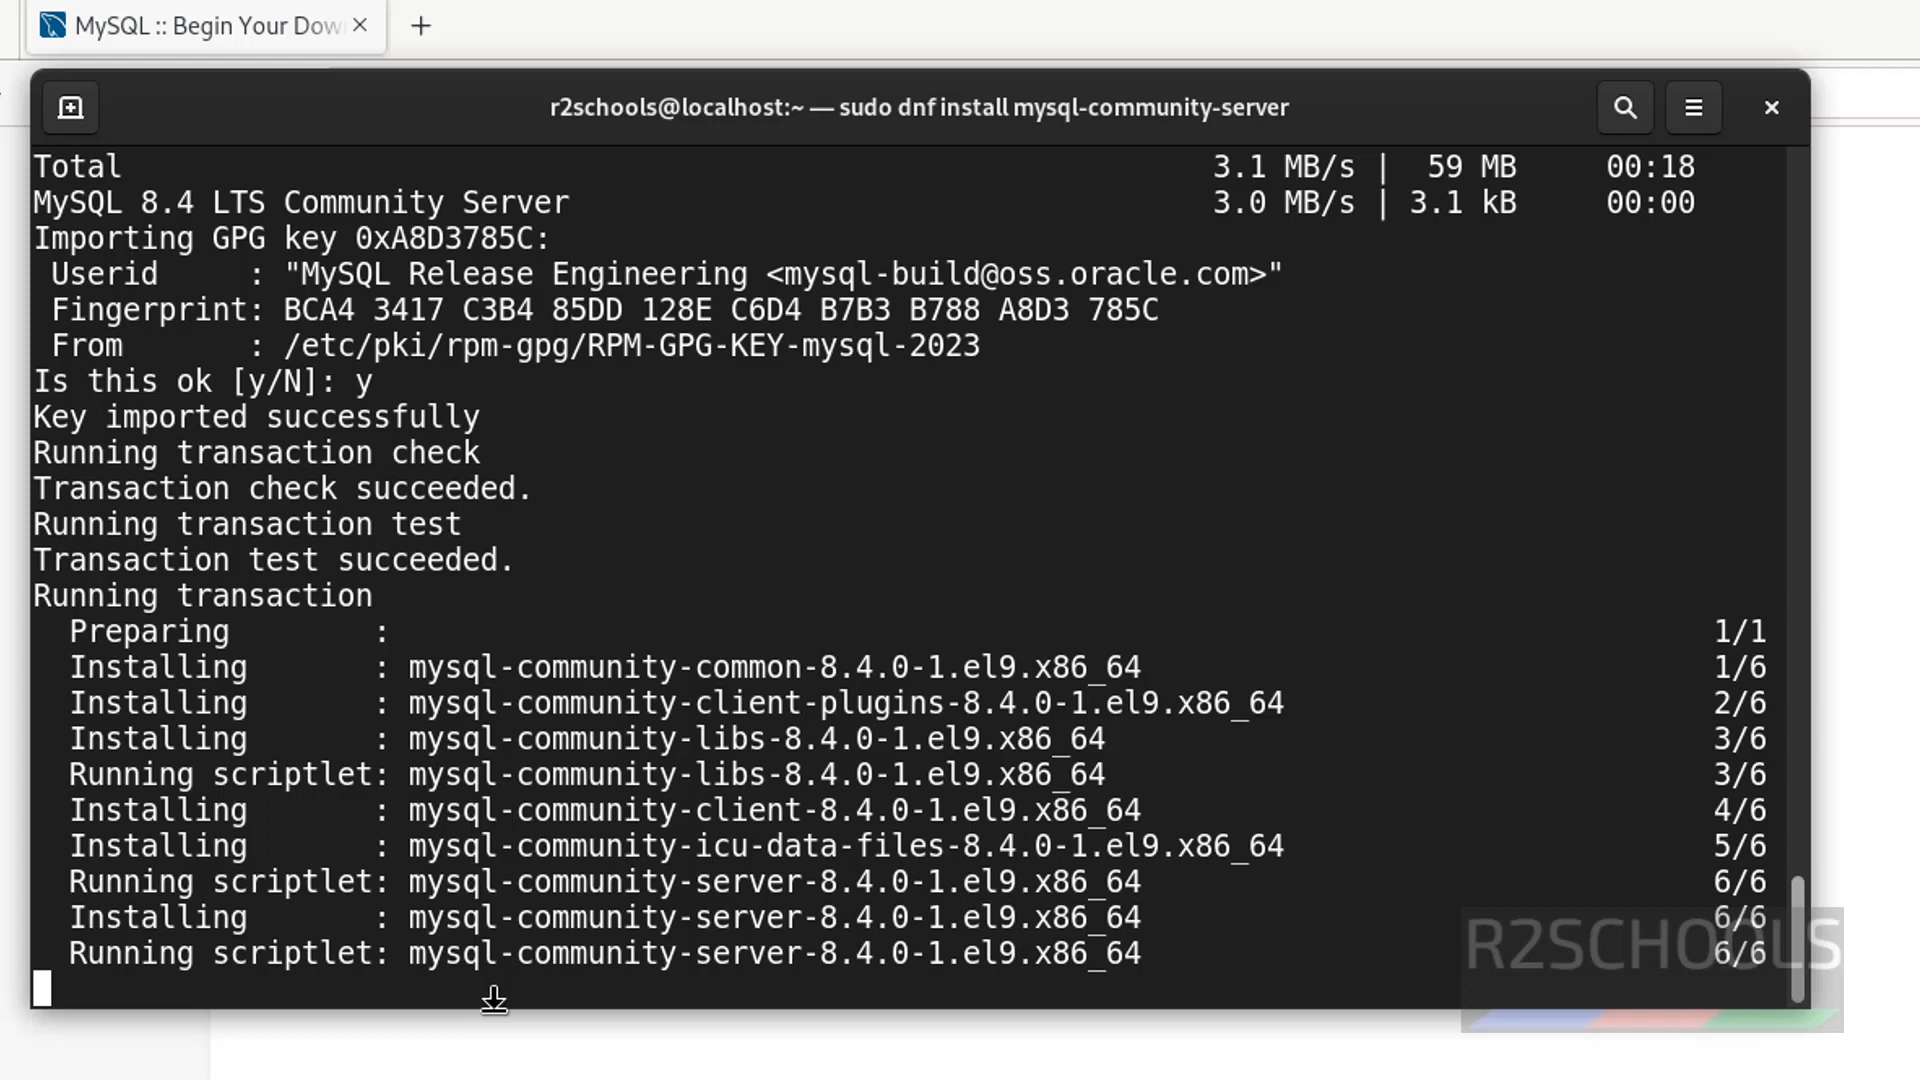 MySQL :: Begin Your Dow
r2schools@localhost:~ — sudo dnf install mysql-community-server
Total 3.1 MB/s | 59 MB 00:18
MySQL 8.4 LTS Community Server 3.0 MB/s | 3.1 kB 00:00
Importing GPG key 0xA8D3785C:
Userid : "MySQL Release Engineering <mysql-build@oss.oracle.com>"
Fingerprint: BCA4 3417 C3B4 85DD 128E C6D4 B7B3 B788 A8D3 785C
From : /etc/pki/rpm-gpg/RPM-GPG-KEY-mysql-2023
Is this ok [y/N]: y
Key imported successfully
Running transaction check
Transaction check succeeded.
Running transaction test
Transaction test succeeded.
Running transaction
Preparing : 1/1
Installing : mysql-community-common-8.4.0-1.el9.x86_64 1/6
Installing : mysql-community-client-plugins-8.4.0-1.el9.x86_64 2/6
Installing : mysql-community-libs-8.4.0-1.el9.x86_64 3/6
Running scriptlet: mysql-community-libs-8.4.0-1.el9.x86_64 3/6
Installing : mysql-community-client-8.4.0-1.el9.x86_64 4/6
Installing : mysql-community-icu-data-files-8.4.0-1.el9.x86_64 5/6
Running scriptlet: mysql-community-server-8.4.0-1.el9.x86_64 6/6
Installing : mysql-community-server-8.4.0-1.el9.x86_64 6/6
Running scriptlet: mysql-community-server-8.4.0-1.el9.x86_64 6/6
R2SCHOOLS